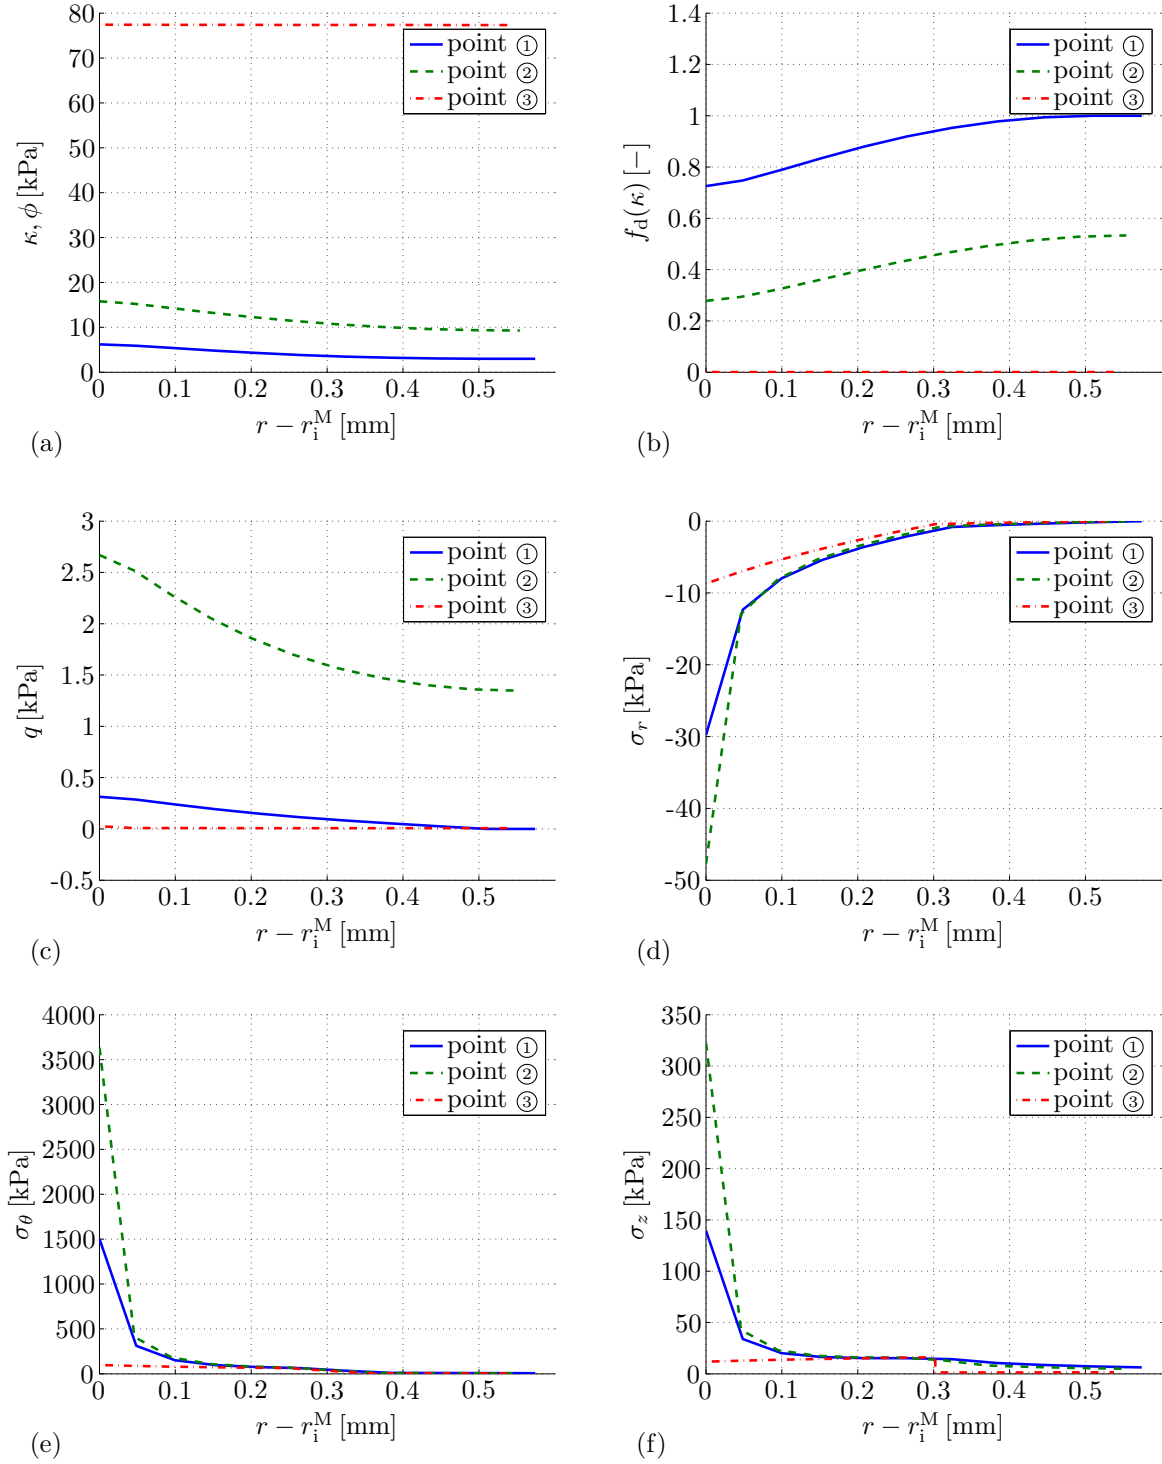 80
70
60
50
40
30
20
10
0
κ, ϕ [kPa]
point ①
point ②
point ③
0 0.1 0.2 0.3 0.4 0.5
r − r_i^M [mm]
(a)
1.4
1.2
1
0.8
0.6
0.4
0.2
0
f_d(κ) [−]
point ①
point ②
point ③
0 0.1 0.2 0.3 0.4 0.5
r − r_i^M [mm]
(b)
3
2.5
2
1.5
1
0.5
0
-0.5
q [kPa]
point ①
point ②
point ③
0 0.1 0.2 0.3 0.4 0.5
r − r_i^M [mm]
(c)
0
-10
-20
-30
-40
-50
σ_r [kPa]
point ①
point ②
point ③
0 0.1 0.2 0.3 0.4 0.5
r − r_i^M [mm]
(d)
4000
3500
3000
2500
2000
1500
1000
500
0
σ_θ [kPa]
point ①
point ②
point ③
0 0.1 0.2 0.3 0.4 0.5
r − r_i^M [mm]
(e)
350
300
250
200
150
100
50
0
σ_z [kPa]
point ①
point ②
point ③
0 0.1 0.2 0.3 0.4 0.5
r − r_i^M [mm]
(f)